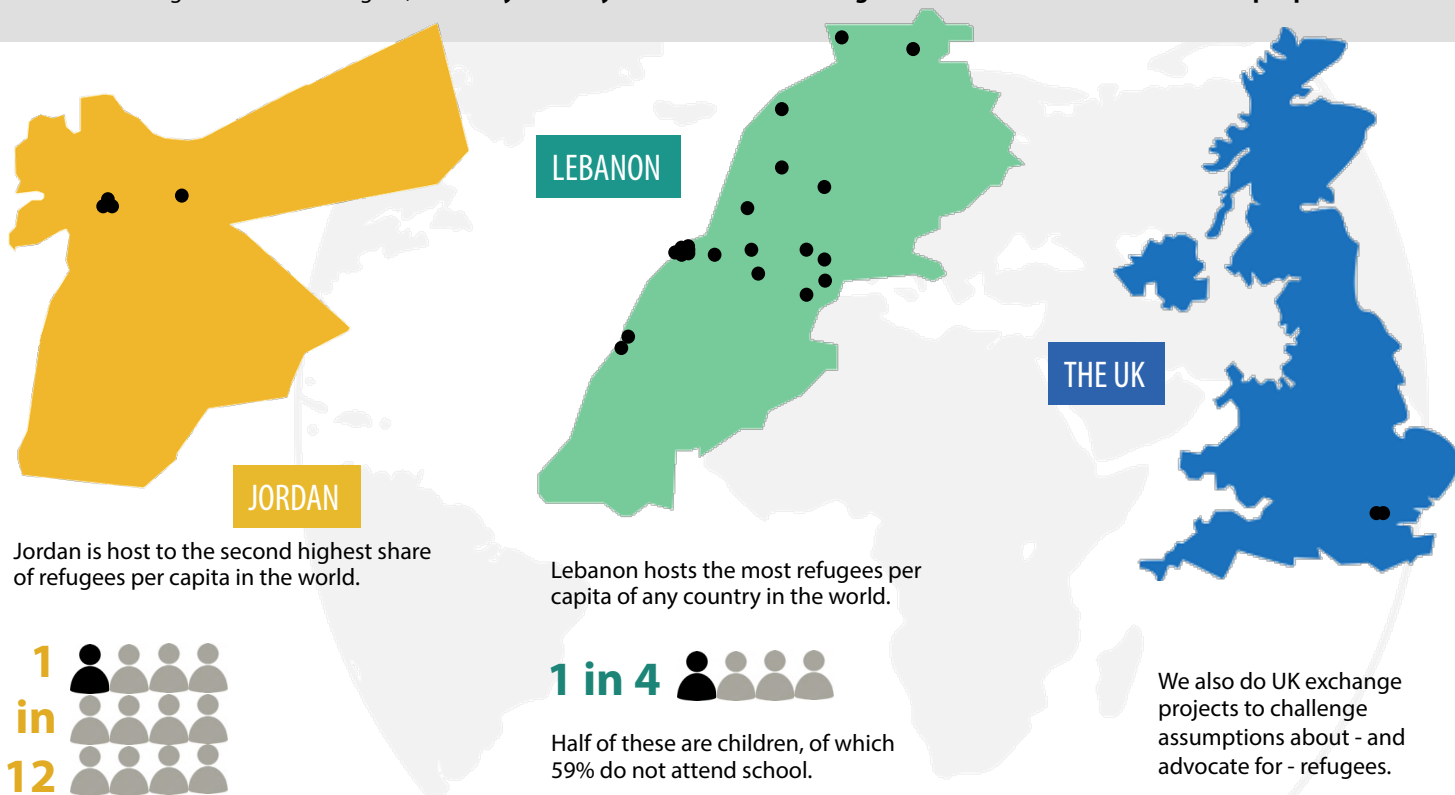 JORDAN
Jordan is host to the second highest share
of refugees per capita in the world.
1
in
12
LEBANON
Lebanon hosts the most refugees per
capita of any country in the world.
1 in 4
Half of these are children, of which
59% do not attend school.
THE UK
We also do UK exchange
projects to challenge
assumptions about - and
advocate for - refugees.